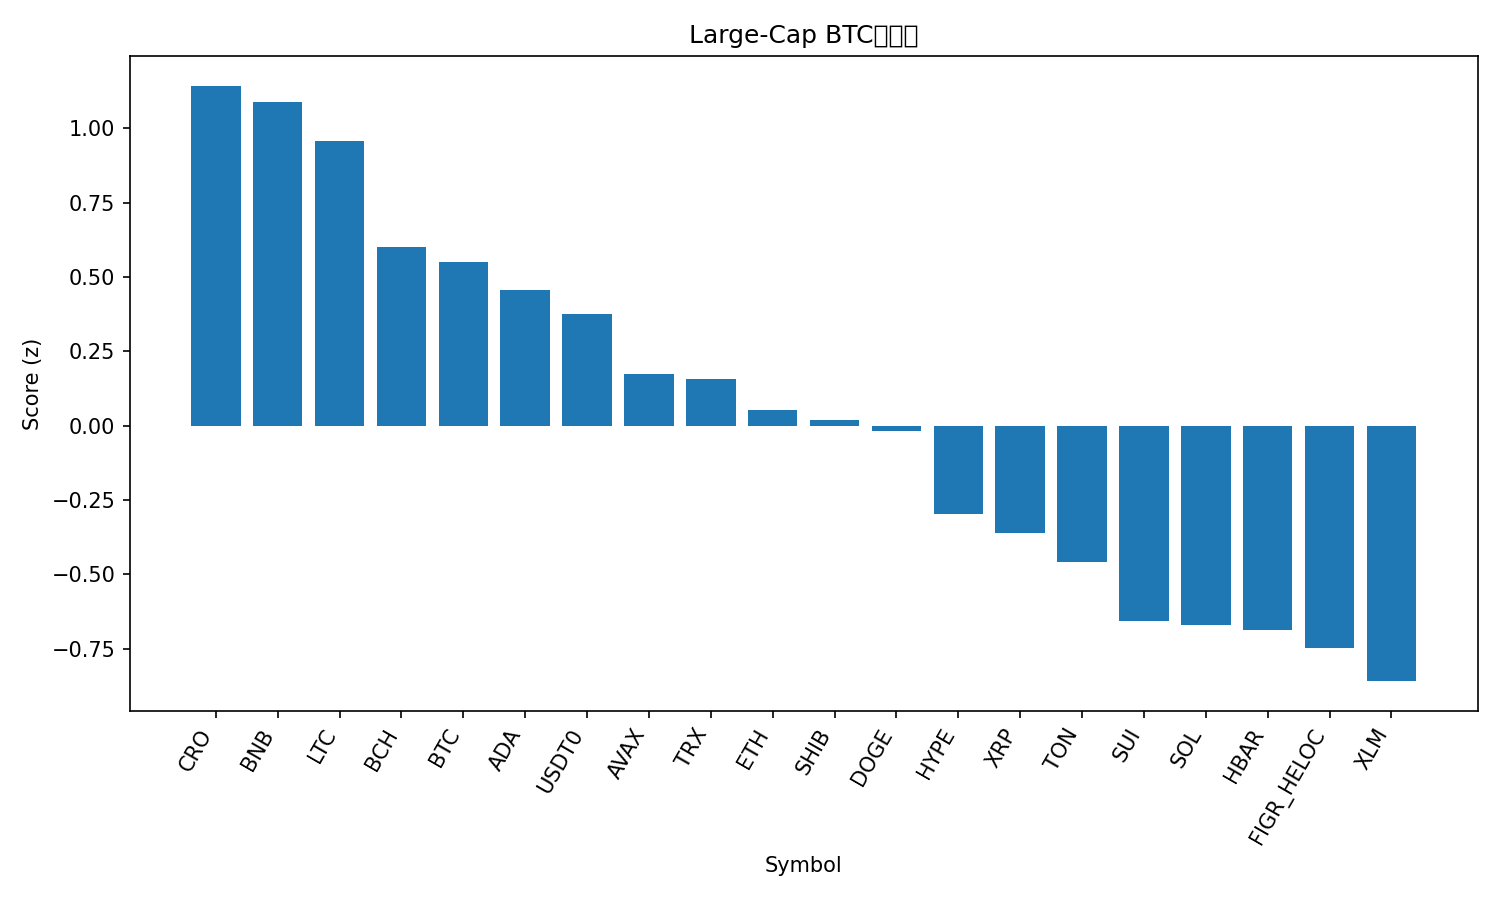 Large-Cap BTC
Score (z)
1.00
0.75
0.50
0.25
0.00
−0.25
−0.50
−0.75
CRO
BNB
LTC
BCH
BTC
ADA
USDT0
AVAX
TRX
ETH
SHIB
DOGE
HYPE
XRP
TON
SUI
SOL
HBAR
FIGR_HELOC
XLM
Symbol